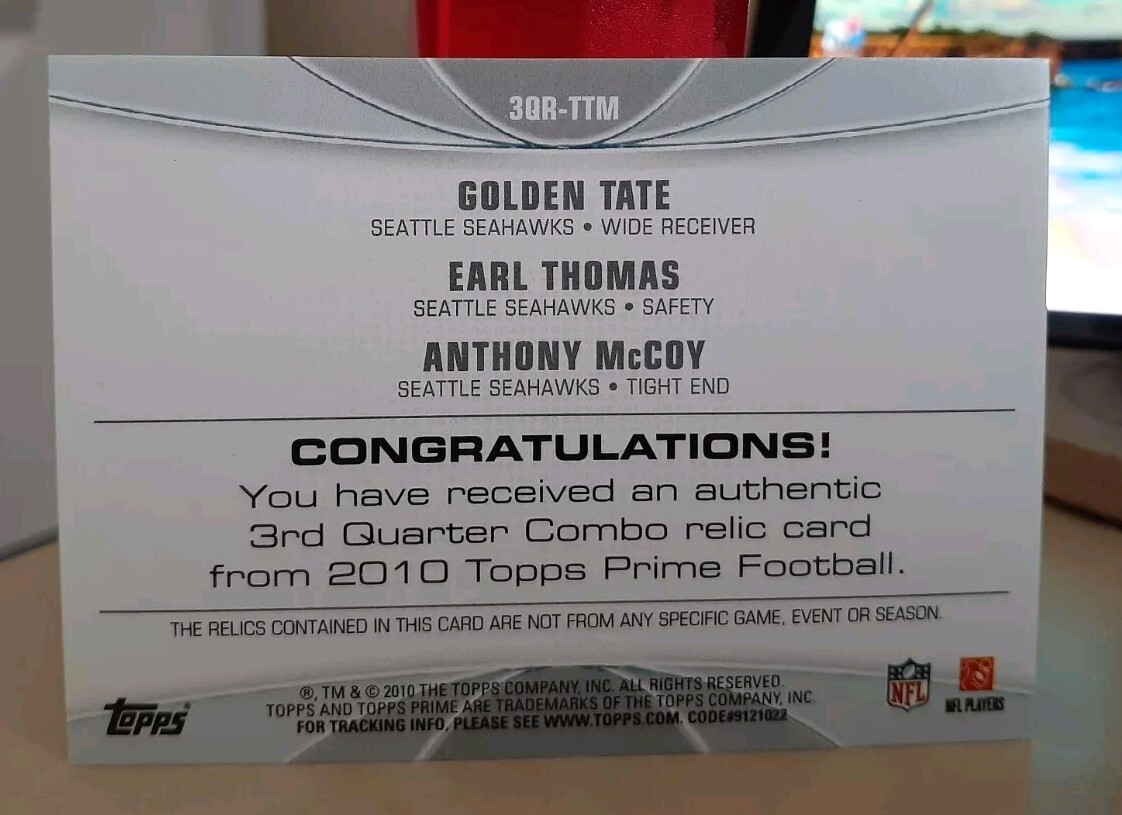 3QR-TTM
GOLDEN TATE
SEATTLE SEAHAWKS • WIDE RECEIVER
EARL THOMAS
SEATTLE SEAHAWKS • SAFETY
ANTHONY McCOY
SEATTLE SEAHAWKS • TIGHT END
CONGRATULATIONS!
You have received an authentic
3rd Quarter Combo relic card
from 2010 Topps Prime Football.
THE RELICS CONTAINED IN THIS CARD ARE NOT FROM ANY SPECIFIC GAME, EVENT OR SEASON.
®, TM & © 2010 THE TOPPS COMPANY, INC. ALL RIGHTS RESERVED.
TOPPS AND TOPPS PRIME ARE TRADEMARKS OF THE TOPPS COMPANY, INC.
FOR TRACKING INFO, PLEASE SEE WWW.TOPPS.COM. CODE#9121022
topps®
NFL
NFL PLAYERS